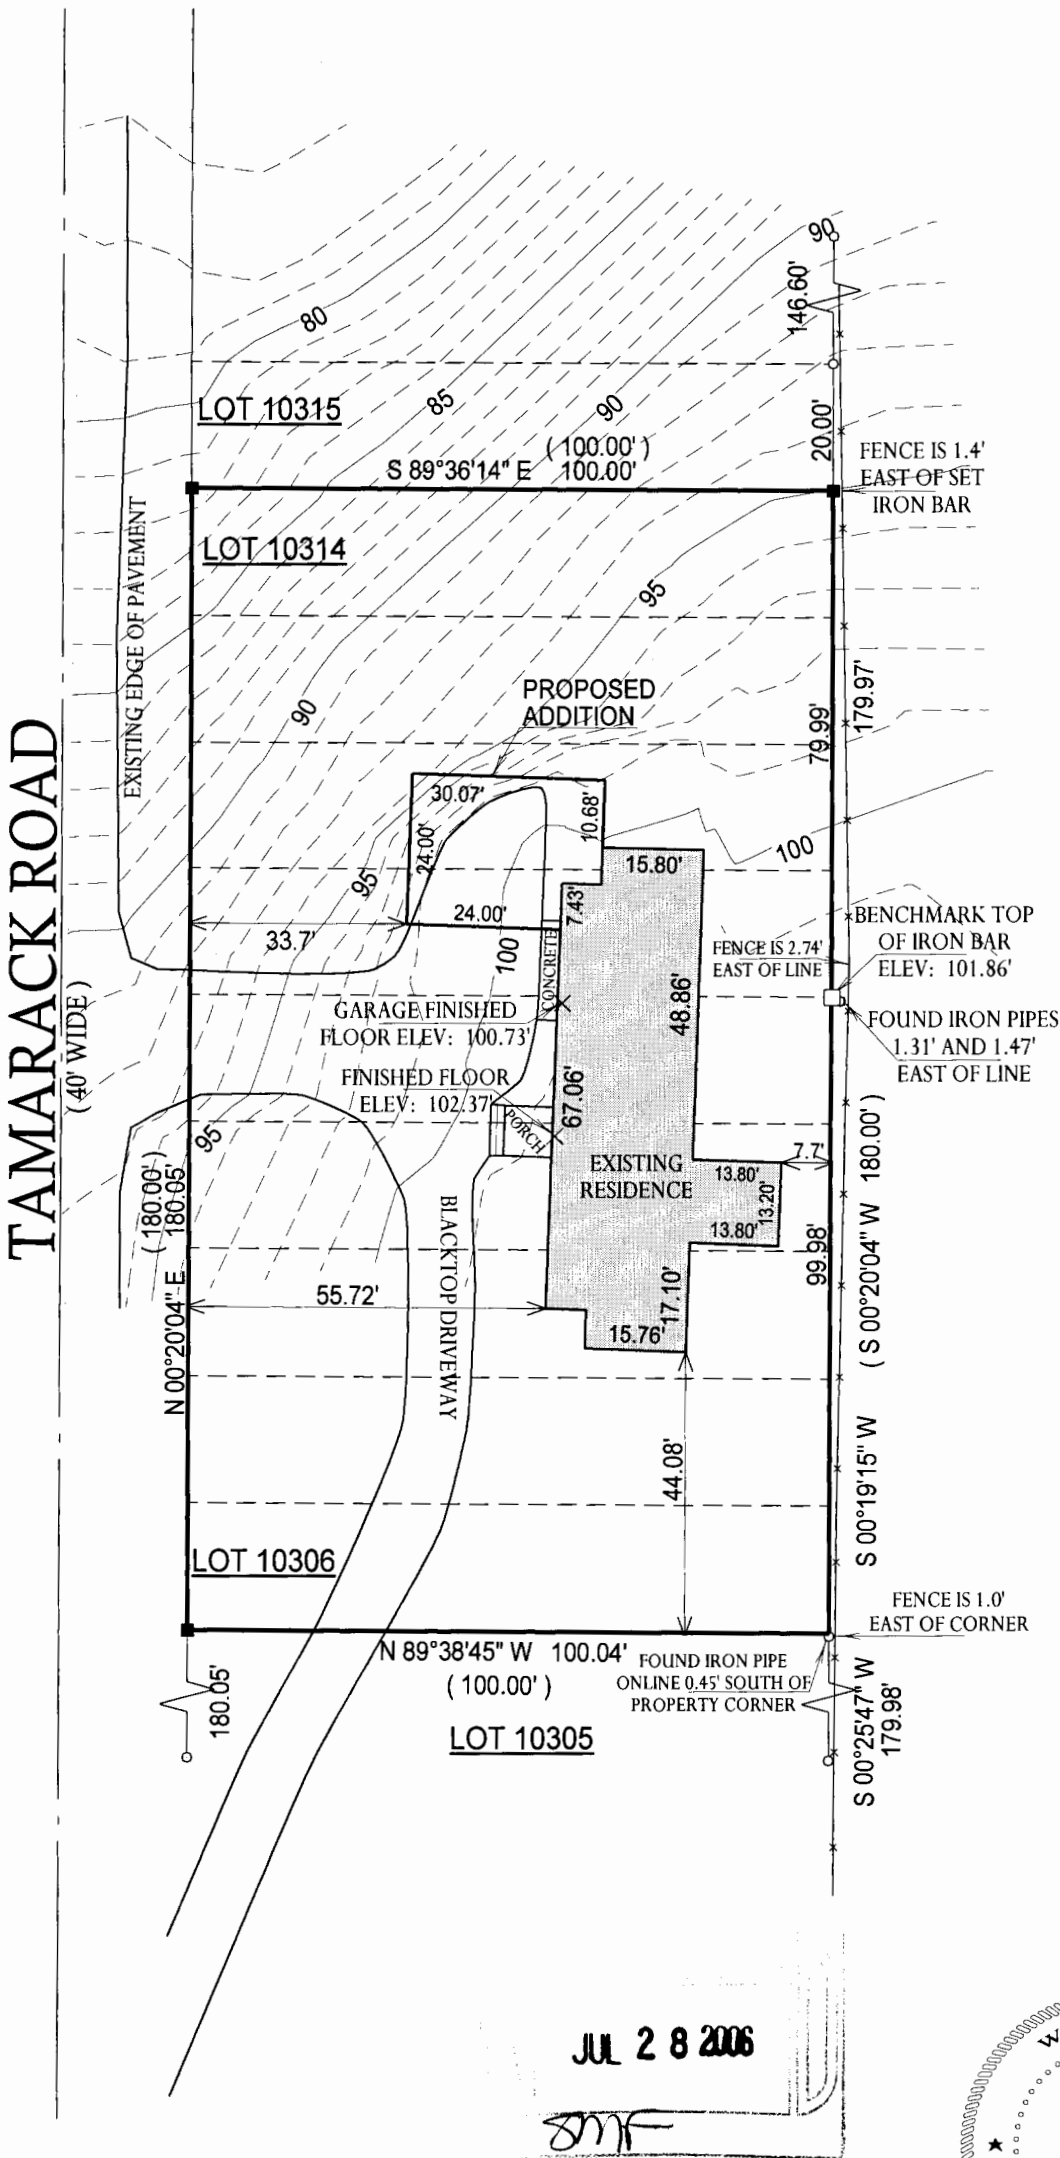 90
146.60'
80
LOT 10315
85
90
( 100.00' )
S 89°36'14" E 100.00'
20.00'
FENCE IS 1.4'
EAST OF SET
IRON BAR
LOT 10314
EXISTING EDGE OF PAVEMENT
95
90
PROPOSED
ADDITION
79.99'
179.97'
TAMARACK ROAD
( 40' WIDE )
30.07'
10.68'
24.00'
100
15.80'
95
24.00'
7.43'
33.7'
100
CONCRETE
BENCHMARK TOP
OF IRON BAR
ELEV: 101.86'
FENCE IS 2.74'
EAST OF LINE
48.86'
GARAGE FINISHED
FLOOR ELEV: 100.73'
FOUND IRON PIPES
1.31' AND 1.47'
EAST OF LINE
FINISHED FLOOR
ELEV: 102.37'
67.06'
PORCH
95
EXISTING
RESIDENCE
7.7'
13.80'
13.20'
13.80'
( 180.00' )
180.05'
N 00°20'04" E
BLACKTOP DRIVEWAY
99.98'
( S 00°20'04" W 180.00' )
55.72'
17.10'
15.76'
44.08'
S 00°19'15" W
LOT 10306
FENCE IS 1.0'
EAST OF CORNER
N 89°38'45" W 100.04'
( 100.00' )
FOUND IRON PIPE
ONLINE 0.45' SOUTH OF
PROPERTY CORNER
180.05'
LOT 10305
S 00°25'47" W
179.98'
JUL 28 2006